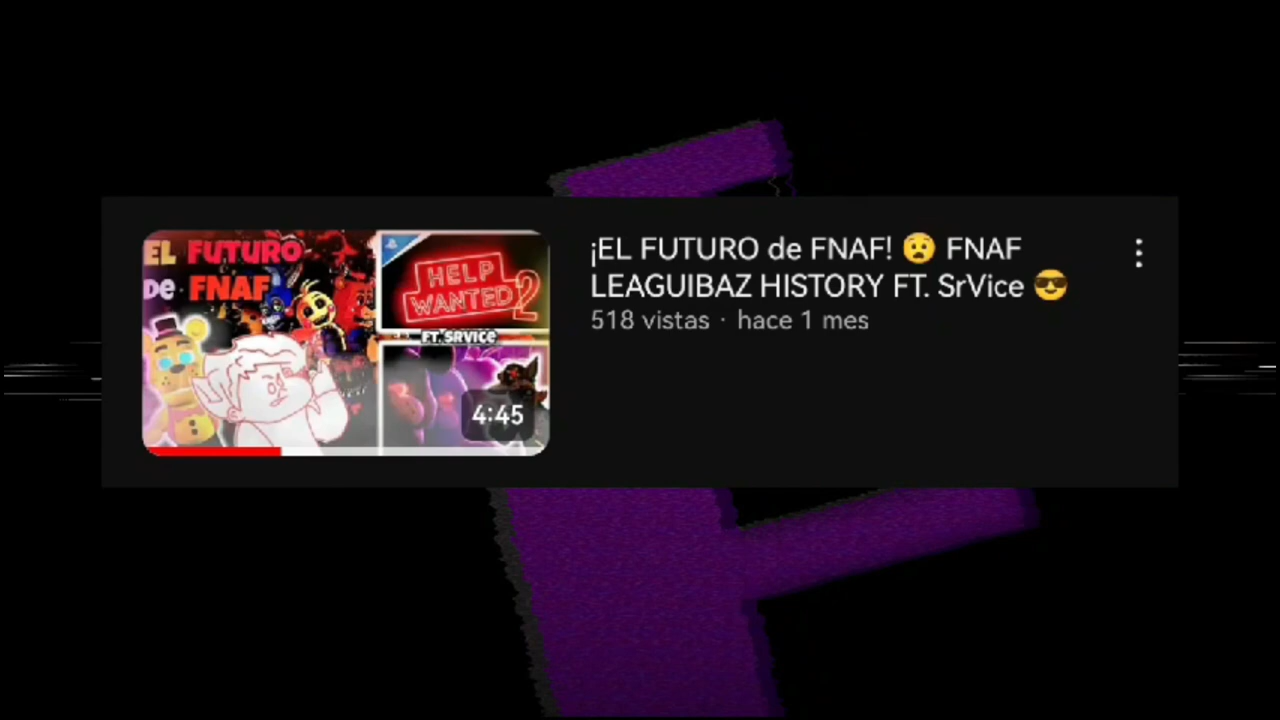 EL FUTURO
De FNAF
HELP
WANTED 2
FT. SRVICE
4:45
¡EL FUTURO de FNAF! 😧 FNAF
LEAGUIBAZ HISTORY FT. SrVice 😎
518 vistas · hace 1 mes